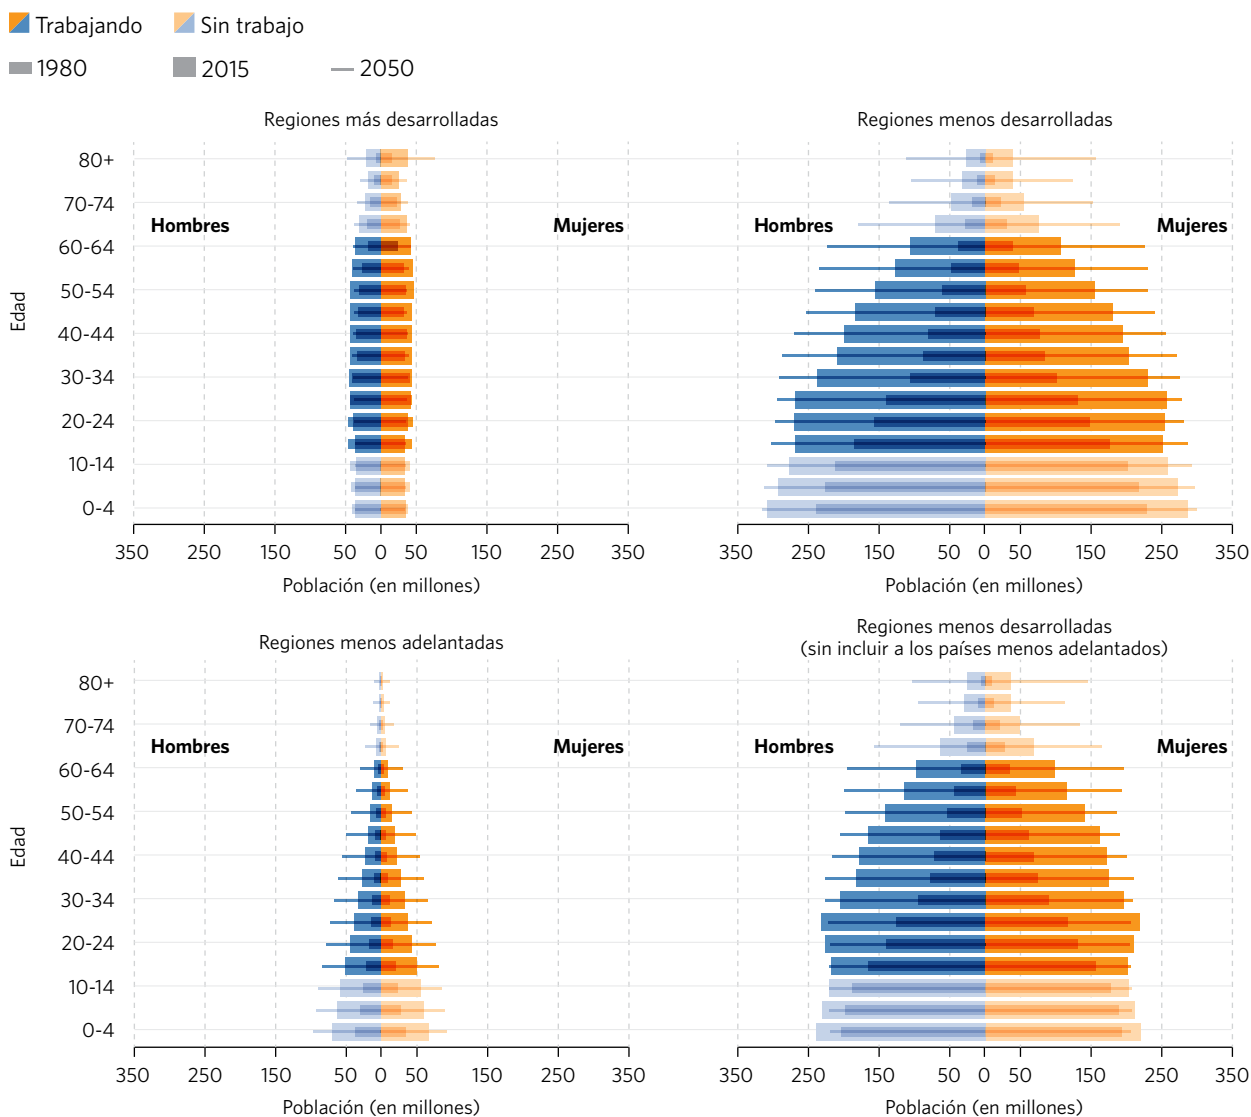 Trabajando Sin trabajo
1980 2015 2050
Regiones más desarrolladas
80+
70-74
Hombres Mujeres
60-64
50-54
Edad
40-44
30-34
20-24
10-14
0-4
350 250 150 50 0 50 150 250 350
Población (en millones)
Regiones menos desarrolladas
Hombres Mujeres
350 250 150 50 0 50 150 250 350
Población (en millones)
Regiones menos adelantadas
80+
70-74
Hombres Mujeres
60-64
50-54
Edad
40-44
30-34
20-24
10-14
0-4
350 250 150 50 0 50 150 250 350
Población (en millones)
Regiones menos desarrolladas
(sin incluir a los países menos adelantados)
Hombres Mujeres
350 250 150 50 0 50 150 250 350
Población (en millones)